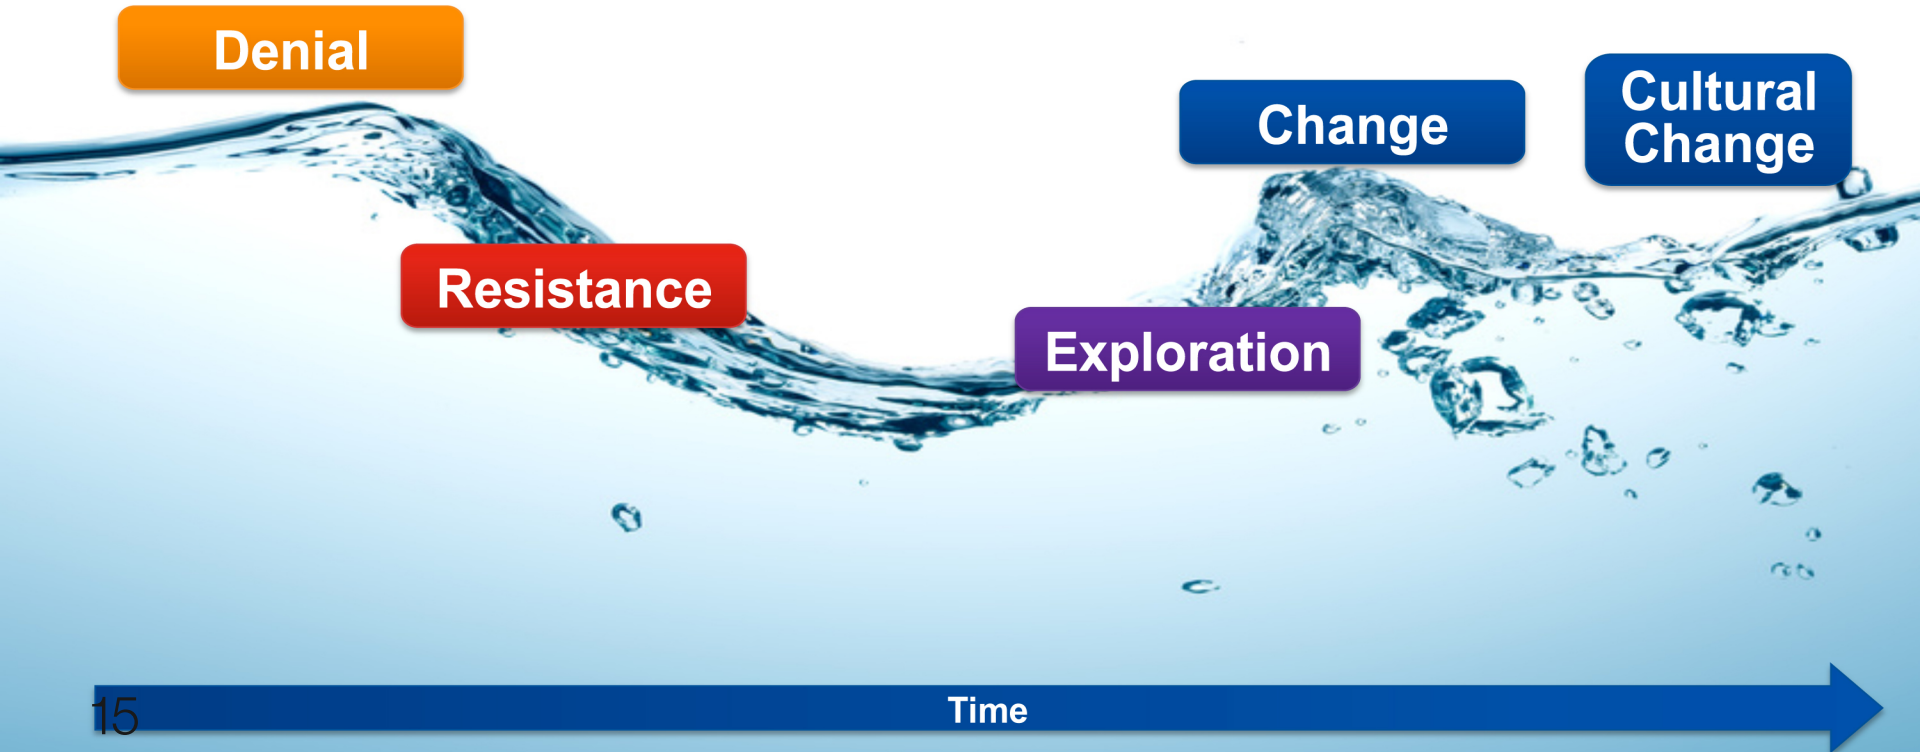 Denial
Change
Cultural
Change
Resistance
Exploration
Time
15